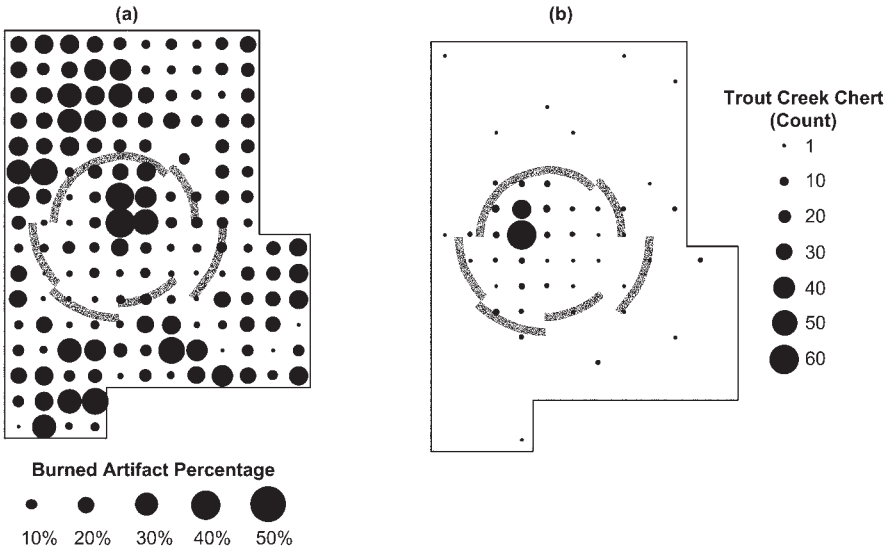 (a)
(b)
Trout Creek Chert
(Count)
1
10
20
30
40
50
60
Burned Artifact Percentage
10% 20% 30% 40% 50%